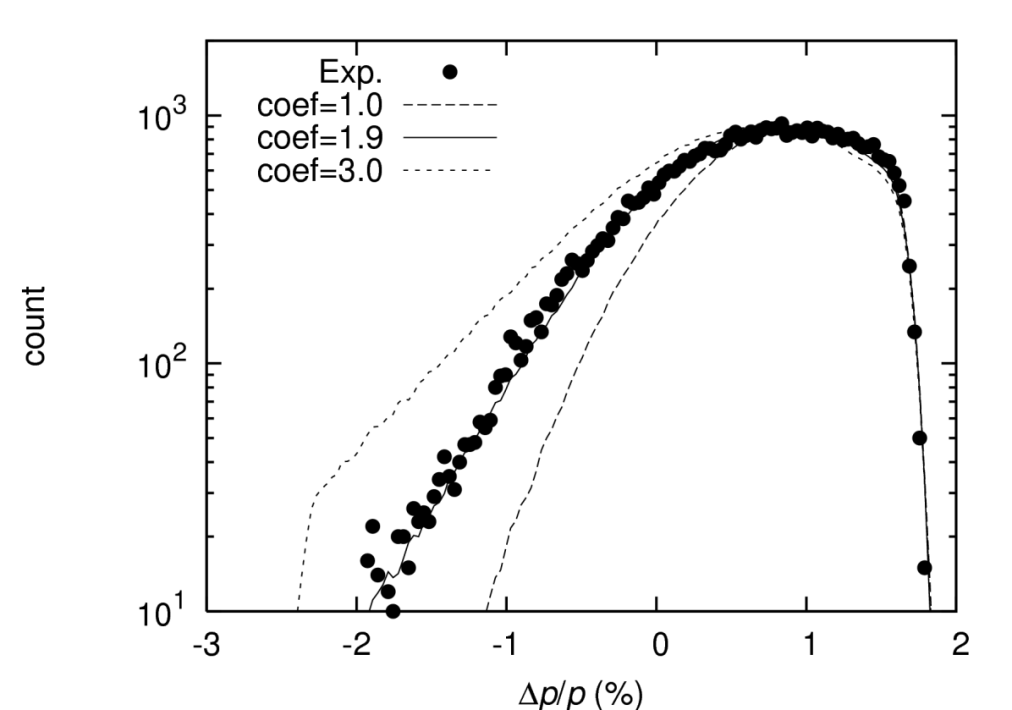 Exp.
coef=1.0
coef=1.9
coef=3.0
10³
10²
10¹
count
-3 -2 -1 0 1 2
Δp/p (%)